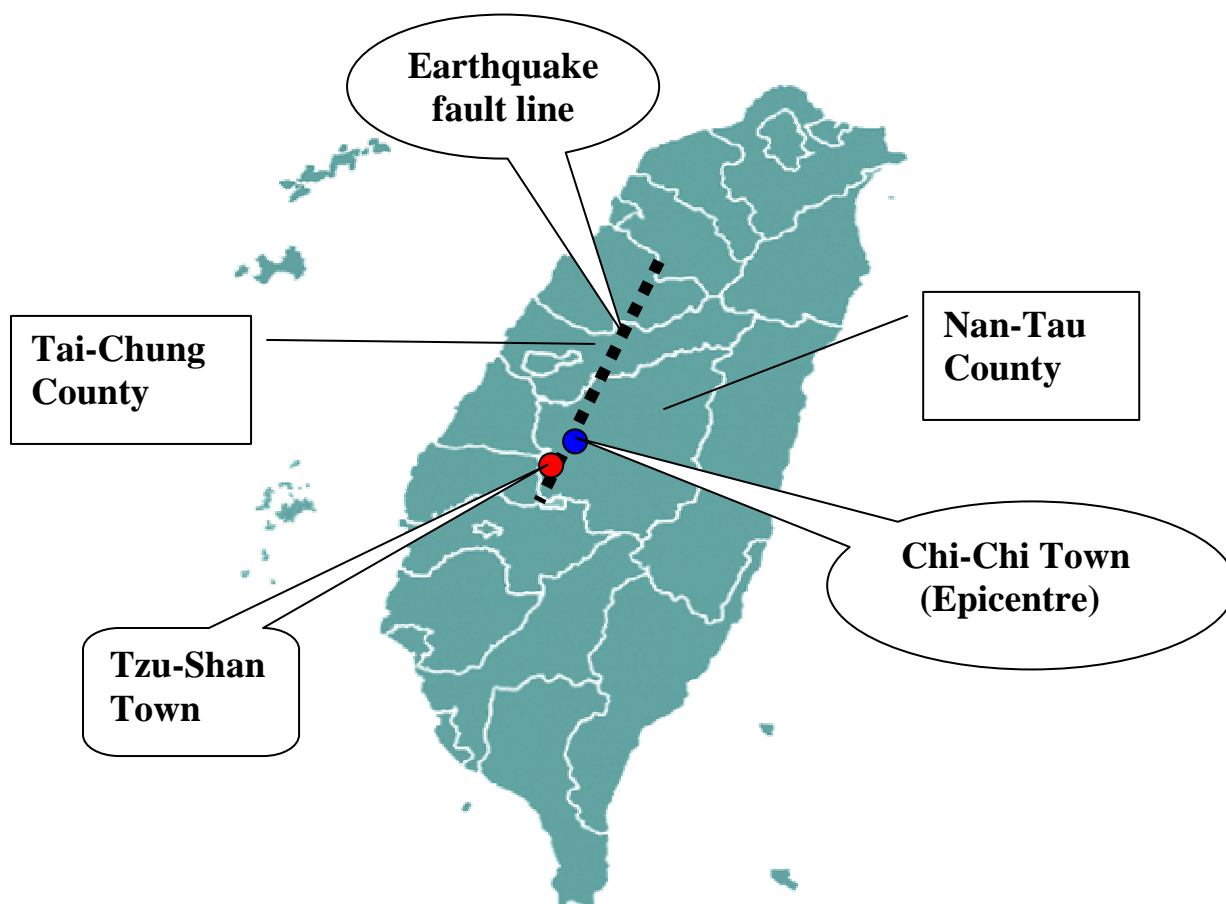 Earthquake
fault line
Tai-Chung
County
Nan-Tau
County
Chi-Chi Town
(Epicentre)
Tzu-Shan
Town